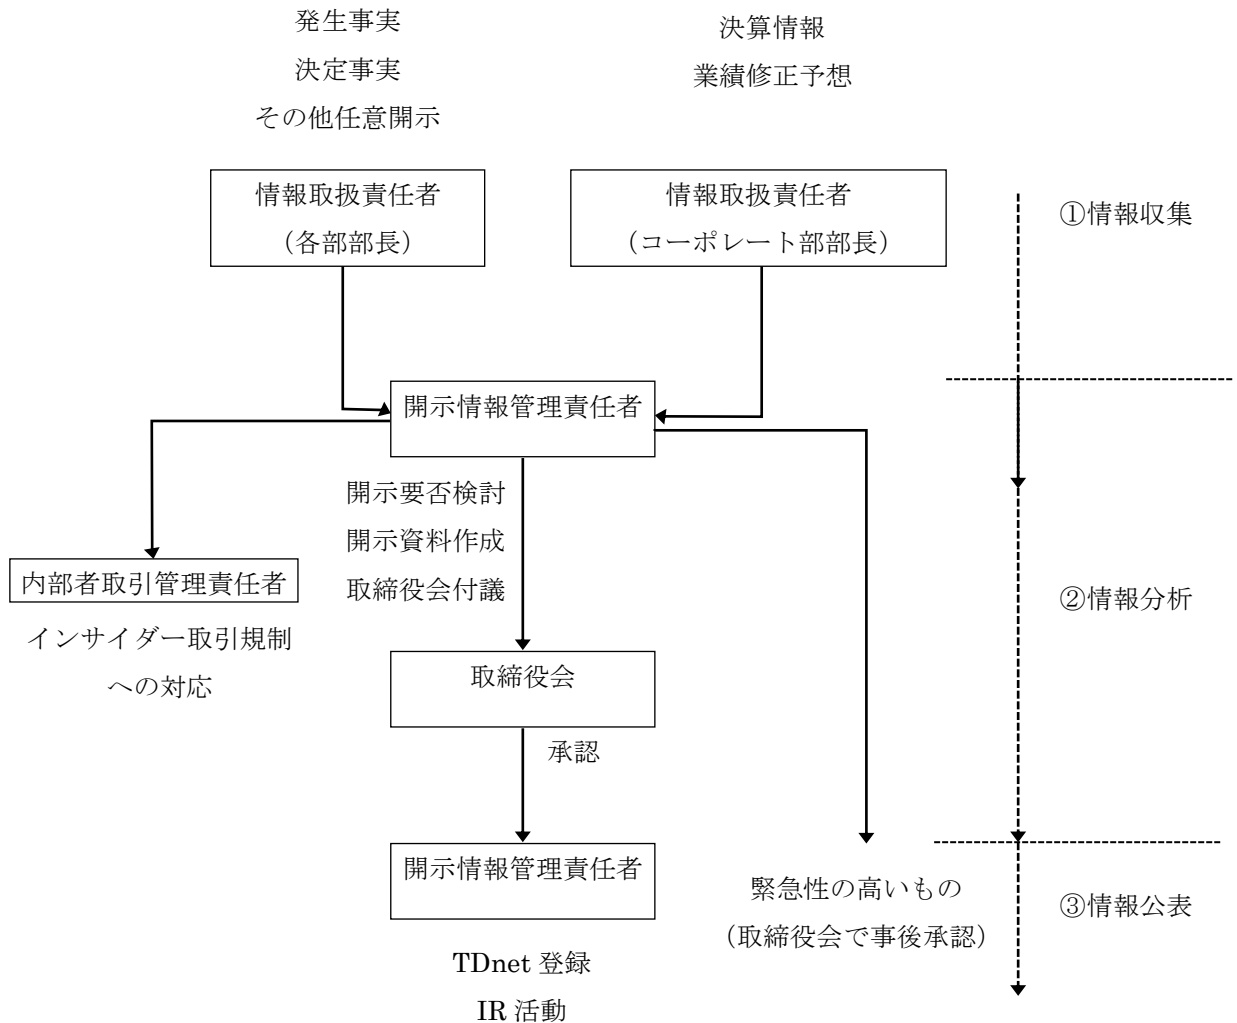 発生事実
決定事実
その他任意開示
決算情報
業績修正予想
情報取扱責任者
（各部部長）
情報取扱責任者
（コーポレート部部長）
①情報収集
開示情報管理責任者
開示要否検討
開示資料作成
取締役会付議
内部者取引管理責任者
インサイダー取引規制
への対応
②情報分析
取締役会
承認
開示情報管理責任者
緊急性の高いもの
（取締役会で事後承認）
③情報公表
TDnet 登録
IR 活動